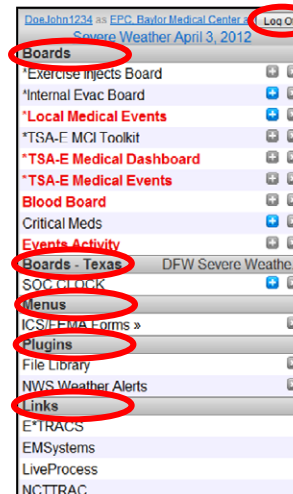 DoeJohn1234 as EPC, Baylor Medical Center a Log O
Severe Weather April 3, 2012
Boards
*Exercise Injects Board
*Internal Evac Board
*Local Medical Events
*TSA-E MCI Toolkit
*TSA-E Medical Dashboard
*TSA-E Medical Events
Blood Board
Critical Meds
Events Activity
Boards - Texas DFW Severe Weathe
SOC CLOCK
Menus
ICS/FEMA Forms »
Plugins
File Library
NWS Weather Alerts
Links
E*TRACS
EMSystems
LiveProcess
NCTTRAC